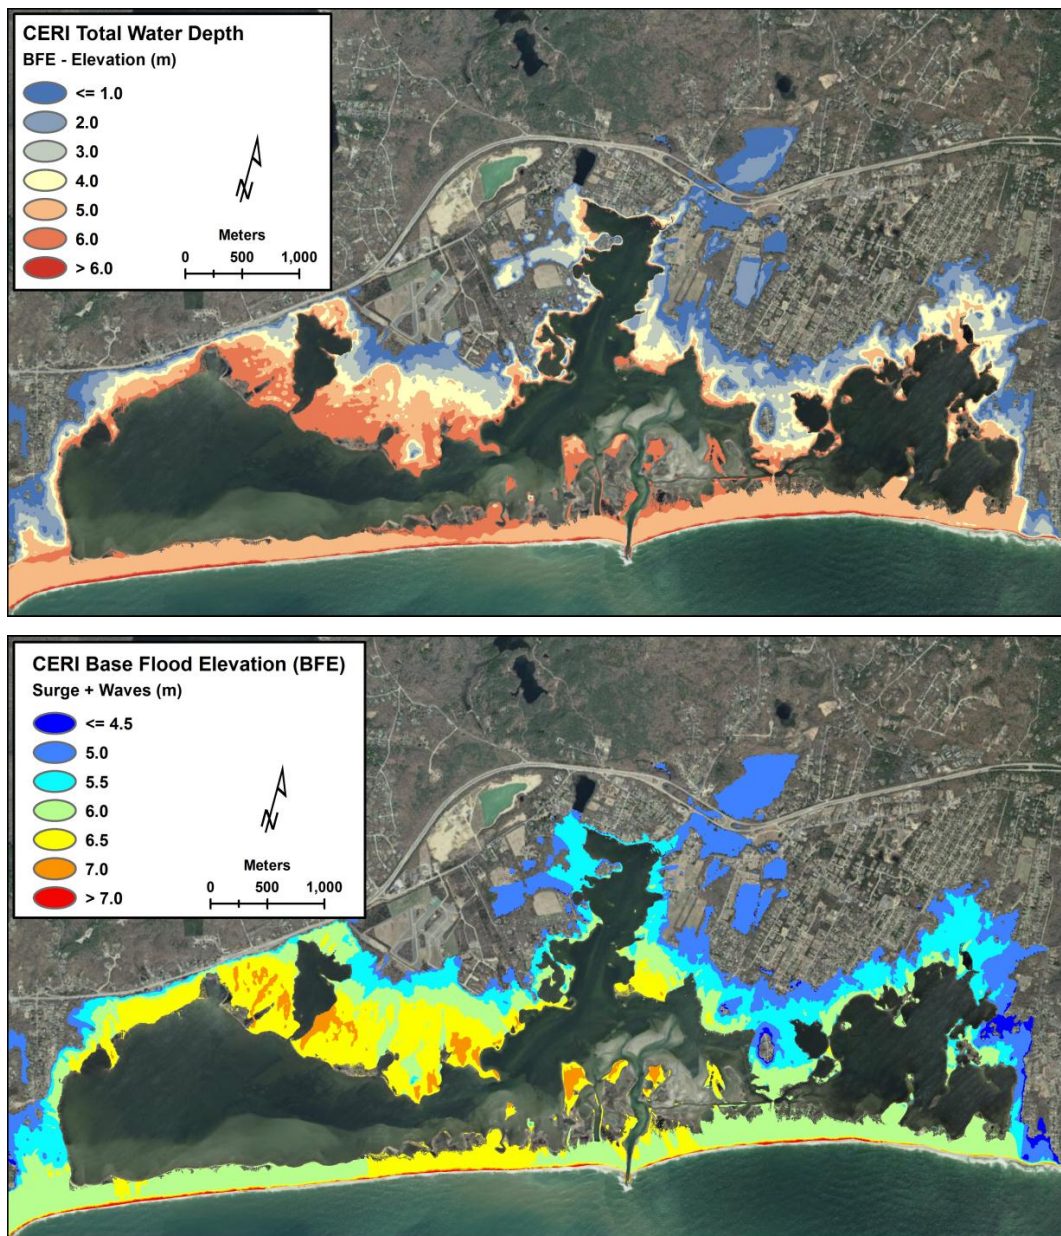 CERI Total Water Depth
BFE - Elevation (m)
<= 1.0
2.0
3.0
4.0
5.0
6.0
> 6.0
N
Meters
0 500 1,000
CERI Base Flood Elevation (BFE)
Surge + Waves (m)
<= 4.5
5.0
5.5
6.0
6.5
7.0
> 7.0
N
Meters
0 500 1,000